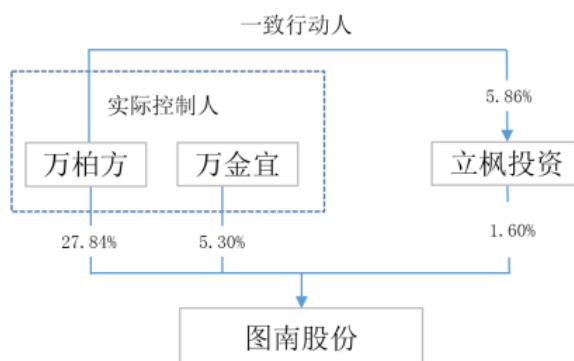 一致行动人
5.86%
实际控制人
万柏方
万金宜
立枫投资
27.84%
5.30%
1.60%
图南股份